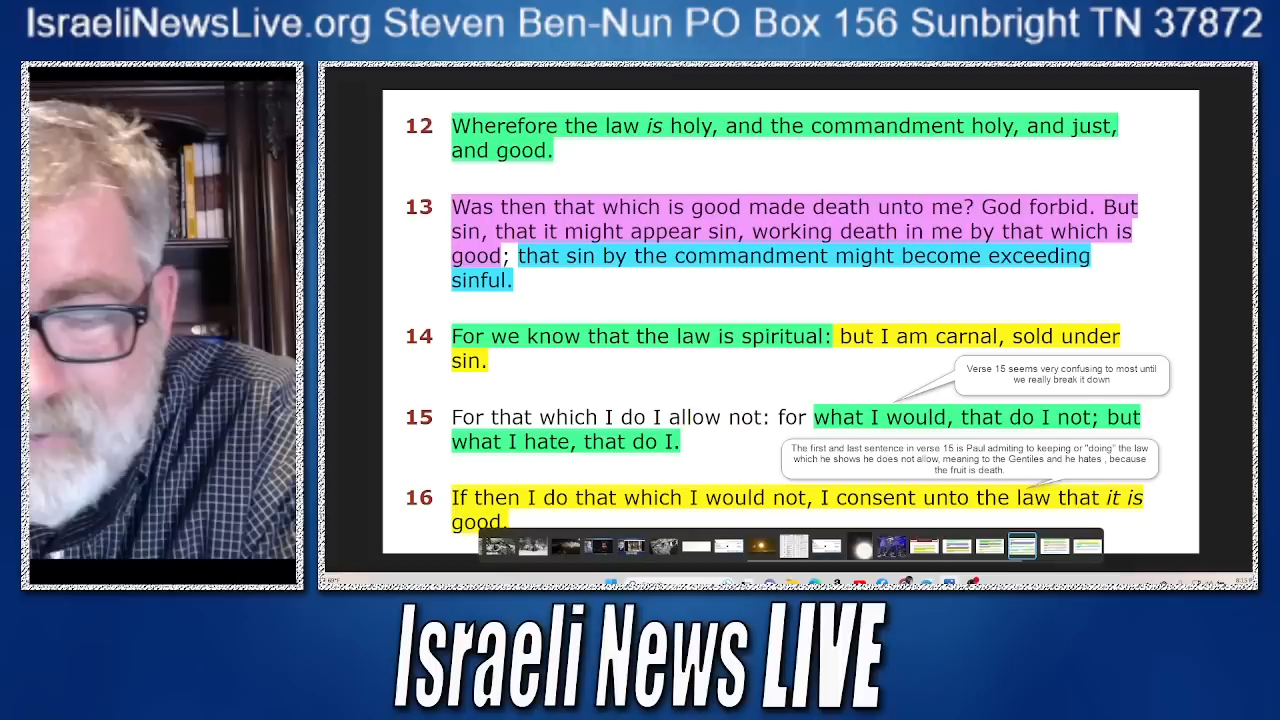 IsraeliNewsLive.org Steven Ben-Nun PO Box 156 Sunbright TN 37872
12 Wherefore the law is holy, and the commandment holy, and just,
and good.
13 Was then that which is good made death unto me? God forbid. But
sin, that it might appear sin, working death in me by that which is
good; that sin by the commandment might become exceeding
sinful.
14 For we know that the law is spiritual: but I am carnal, sold under
sin.
Verse 15 seems very confusing to most until
we really break it down
15 For that which I do I allow not: for what I would, that do I not; but
what I hate, that do I.
The first and last sentence in verse 15 is Paul admiting to keeping or "doing" the law
which he shows he does not allow, meaning to the Gentiles and he hates , because
the fruit is death.
16 If then I do that which I would not, I consent unto the law that it is
good.
Israeli News LIVE